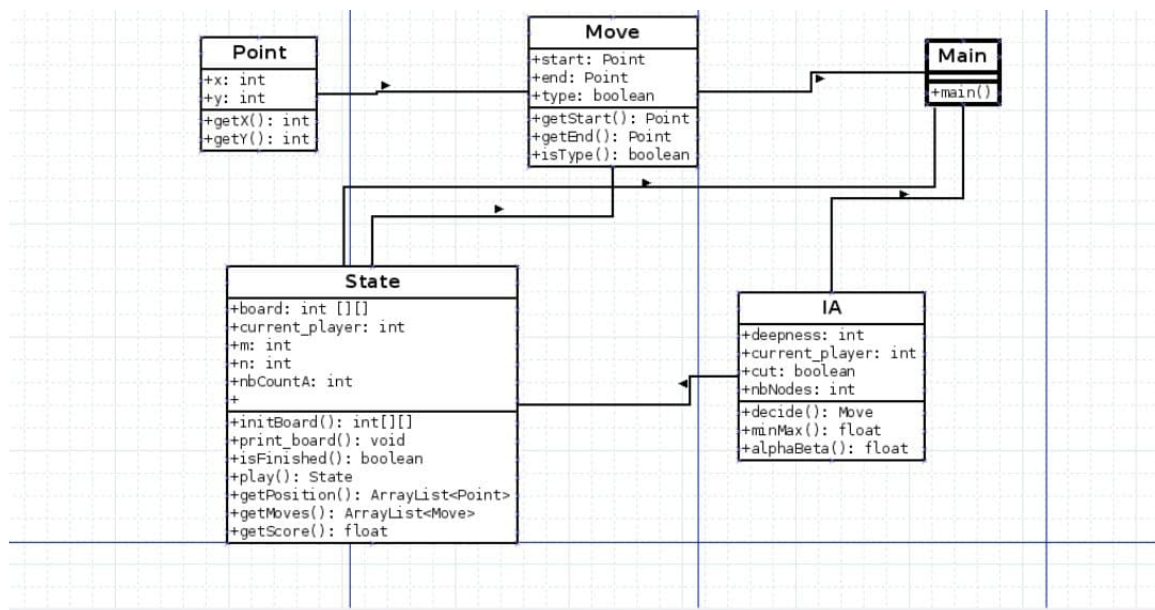 Point
+x: int
+y: int
+getX(): int
+getY(): int
Move
+start: Point
+end: Point
+type: boolean
+getStart(): Point
+getEnd(): Point
+isType(): boolean
Main
+main()
State
+board: int [][]
+current_player: int
+m: int
+n: int
+nbCountA: int
+
+initBoard(): int[][]
+print_board(): void
+isFinished(): boolean
+play(): State
+getPosition(): ArrayList<Point>
+getMoves(): ArrayList<Move>
+getScore(): float
IA
+deepness: int
+current_player: int
+cut: boolean
+nbNodes: int
+decide(): Move
+minMax(): float
+alphaBeta(): float